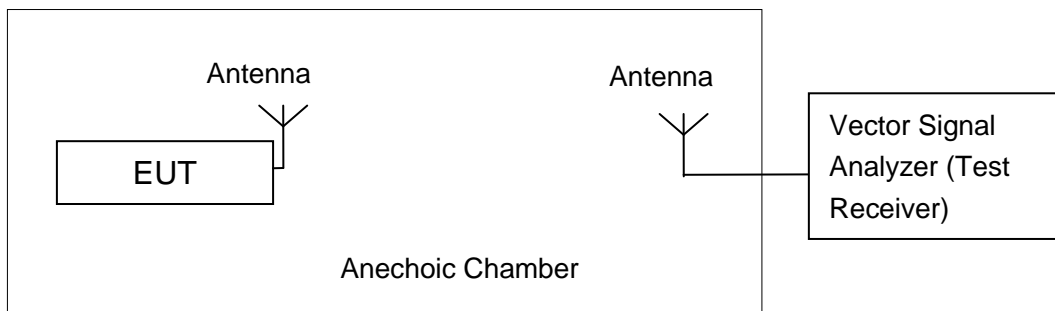 Antenna
Antenna
EUT
Vector Signal
Analyzer (Test
Receiver)
Anechoic Chamber